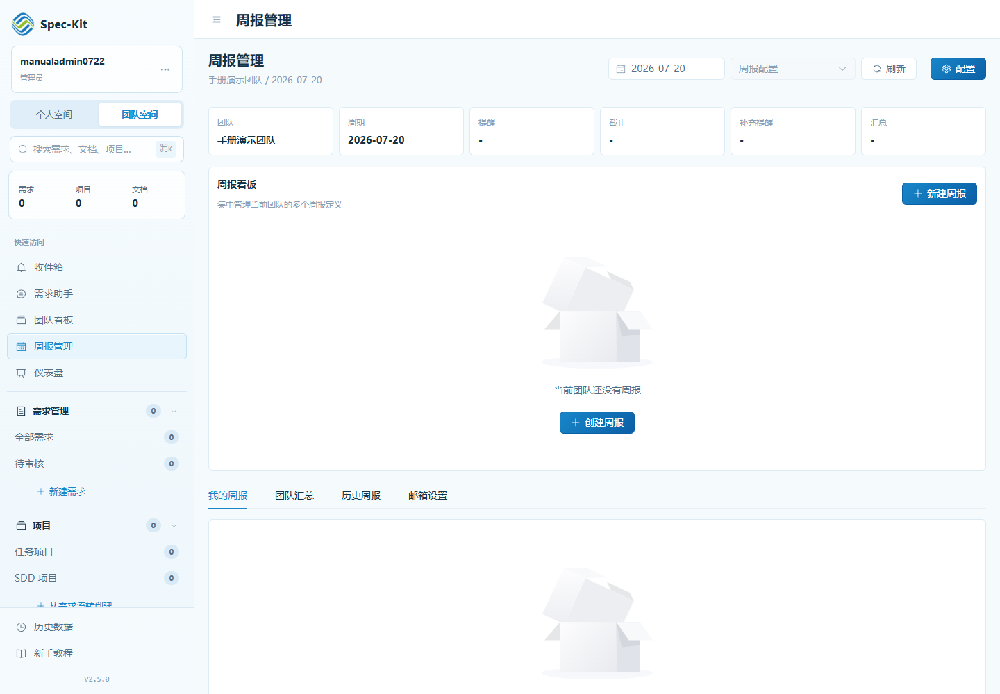 Spec-Kit
manualadmin0722
管理员
个人空间
团队空间
搜索需求、文档、项目...
⌘K
需求
项目
文档
0
0
0
快速访问
收件箱
需求助手
团队看板
周报管理
仪表盘
需求管理
0
全部需求
0
待审核
0
新建需求
项目
0
任务项目
0
SDD 项目
0
从需求流转创建
历史数据
新手教程
v2.5.0
周报管理
周报管理
手册演示团队 / 2026-07-20
2026-07-20
周报配置
刷新
配置
团队
手册演示团队
周期
2026-07-20
提醒
-
截止
-
补充提醒
-
汇总
-
周报看板
集中管理当前团队的多个周报定义
新建周报
当前团队还没有周报
创建周报
我的周报
团队汇总
历史周报
邮箱设置